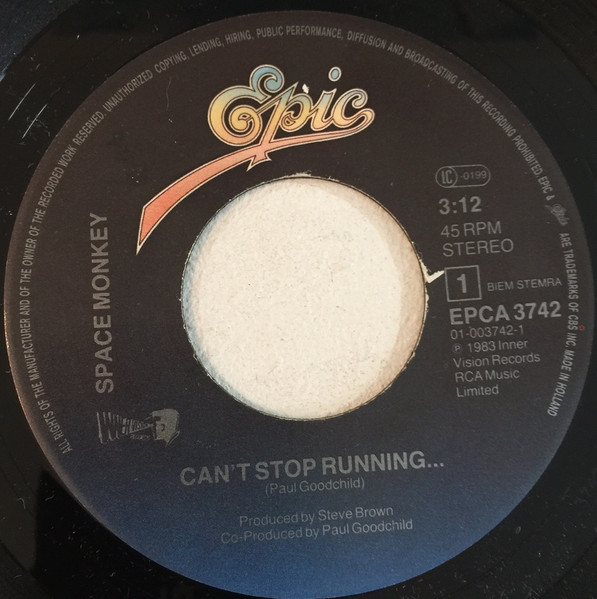 ALL RIGHTS OF THE MANUFACTURER AND OF THE OWNER OF THE RECORDED WORK RESERVED. UNAUTHORIZED COPYING, LENDING, HIRING, PUBLIC PERFORMANCE, DIFFUSION AND BROADCASTING OF THIS RECORDING PROHIBITED. EPIC & ARE TRADEMARKS OF CBS INC. MADE IN HOLLAND
Epic
IC -0199
3:12
45 RPM
STEREO
1 BIEM STEMRA
EPCA 3742
01-003742-1
℗ 1983 Inner
Vision Records
RCA Music
Limited
SPACE MONKEY
INNERVISION
CAN'T STOP RUNNING...
(Paul Goodchild)
Produced by Steve Brown
Co-Produced by Paul Goodchild